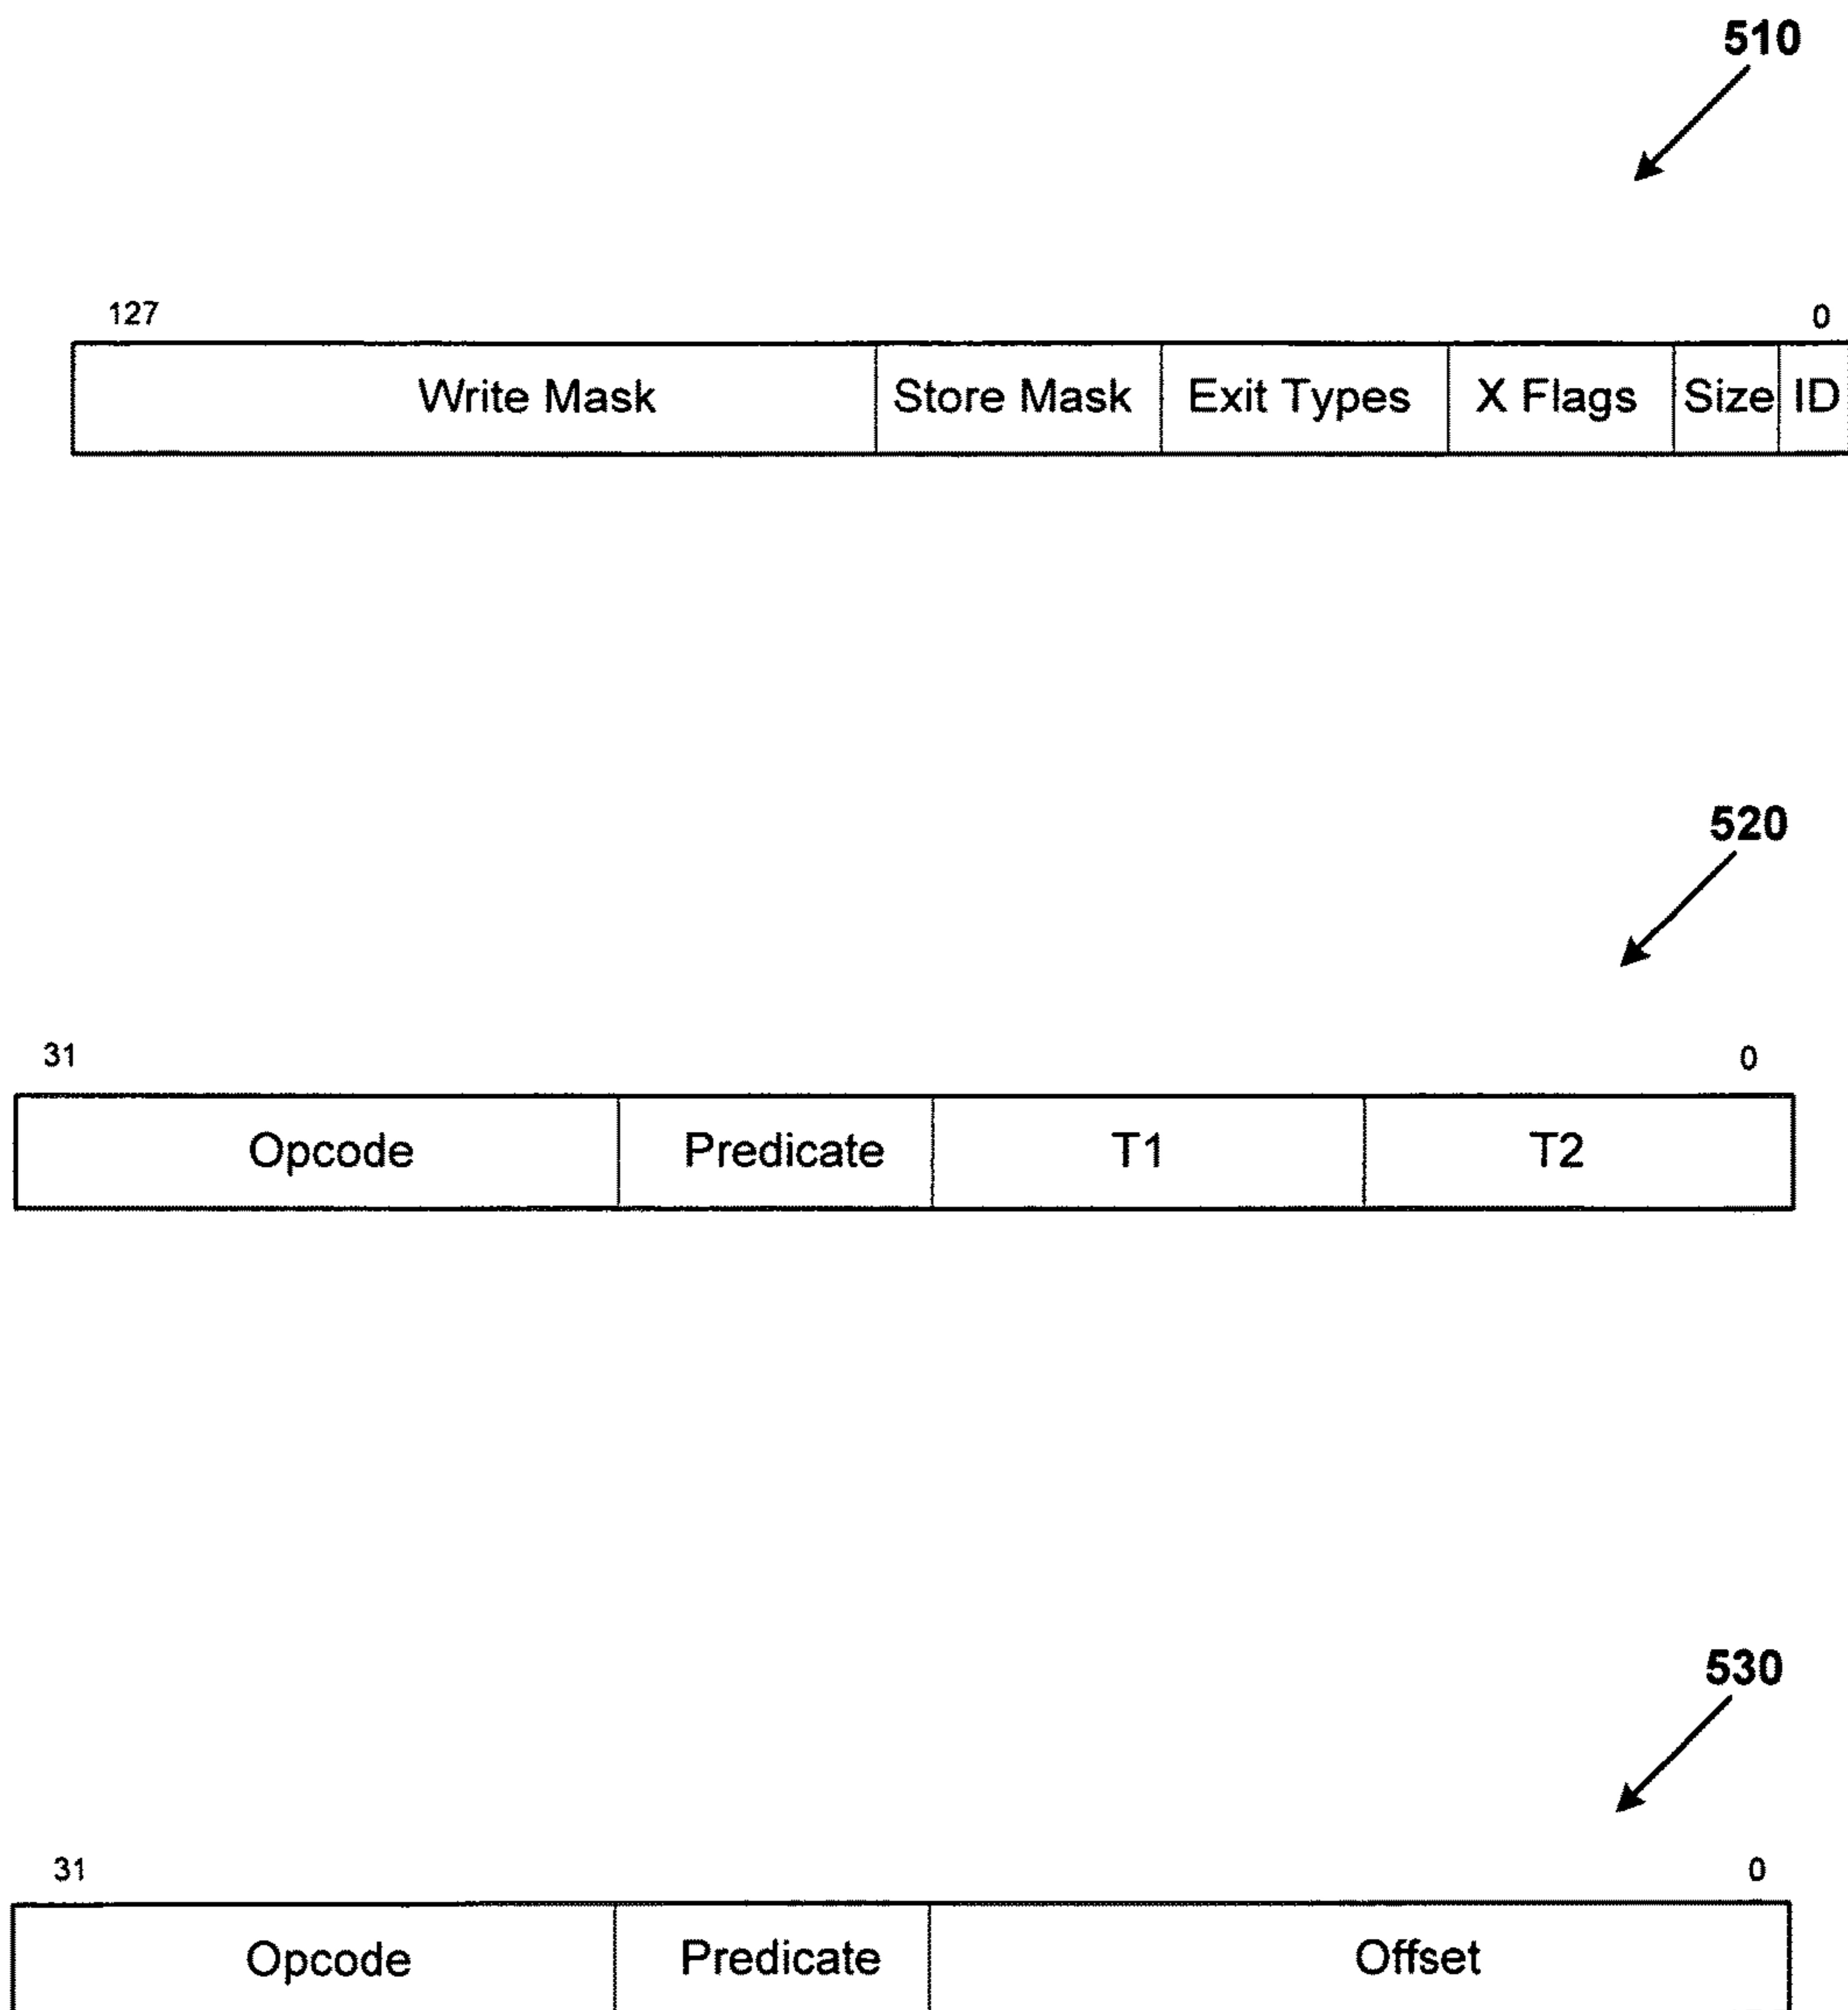 510
127 0
Write Mask Store Mask Exit Types X Flags Size ID
520
31 0
Opcode Predicate T1 T2
530
31 0
Opcode Predicate Offset